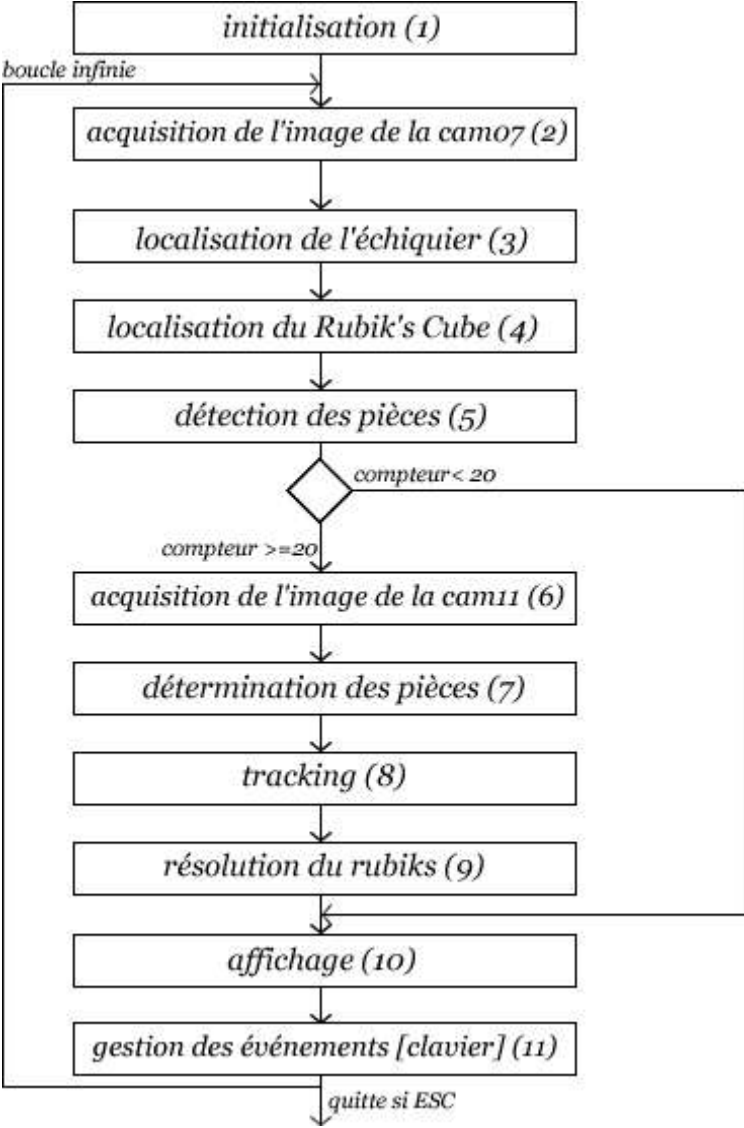 initialisation (1)
boucle infinie
acquisition de l'image de la cam07 (2)
localisation de l'échiquier (3)
localisation du Rubik's Cube (4)
détection des pièces (5)
compteur< 20
compteur >=20
acquisition de l'image de la cam11 (6)
détermination des pièces (7)
tracking (8)
résolution du rubiks (9)
affichage (10)
gestion des événements [clavier] (11)
quitte si ESC